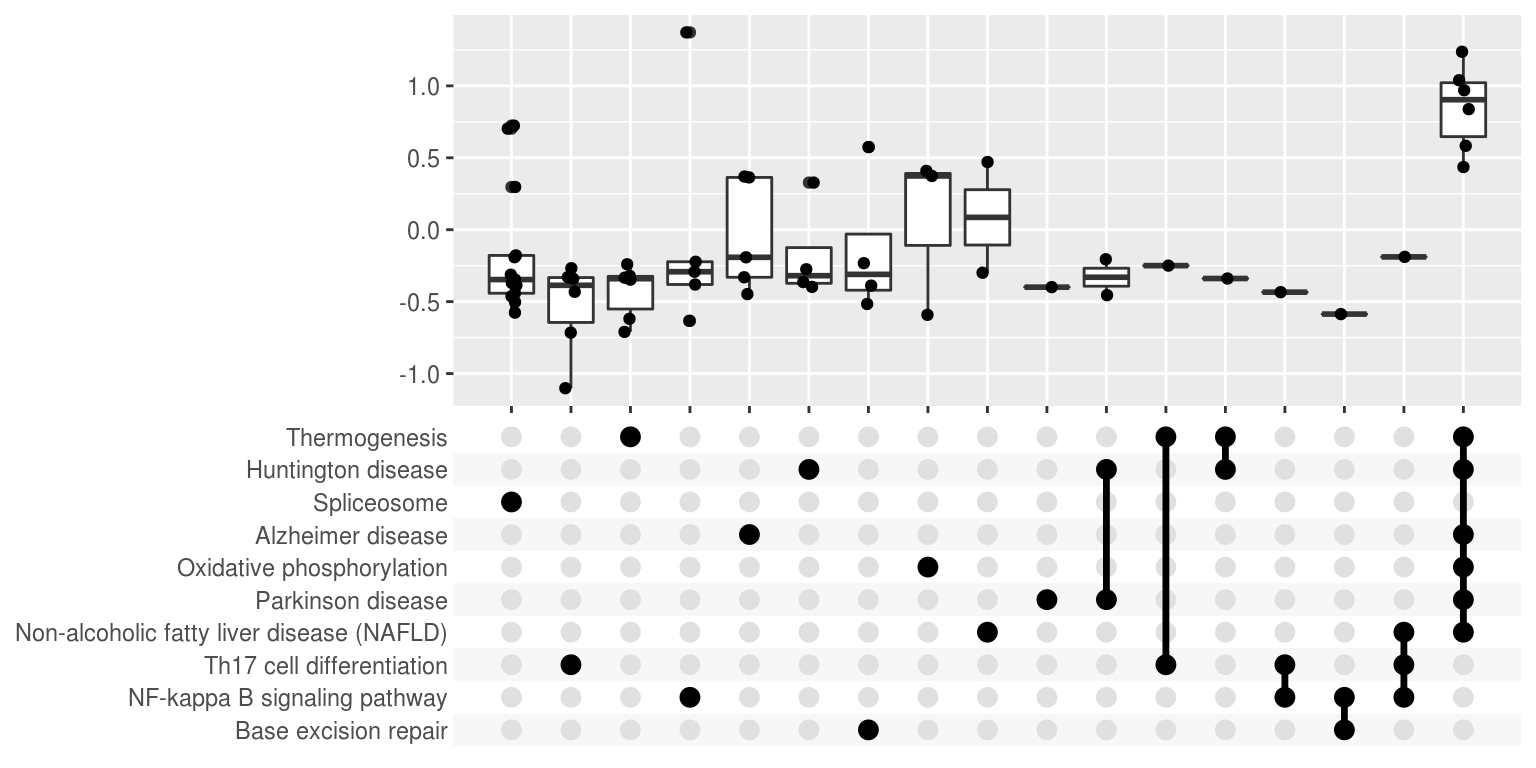 1.0
0.5
0.0
-0.5
-1.0
Thermogenesis
Huntington disease
Spliceosome
Alzheimer disease
Oxidative phosphorylation
Parkinson disease
Non-alcoholic fatty liver disease (NAFLD)
Th17 cell differentiation
NF-kappa B signaling pathway
Base excision repair